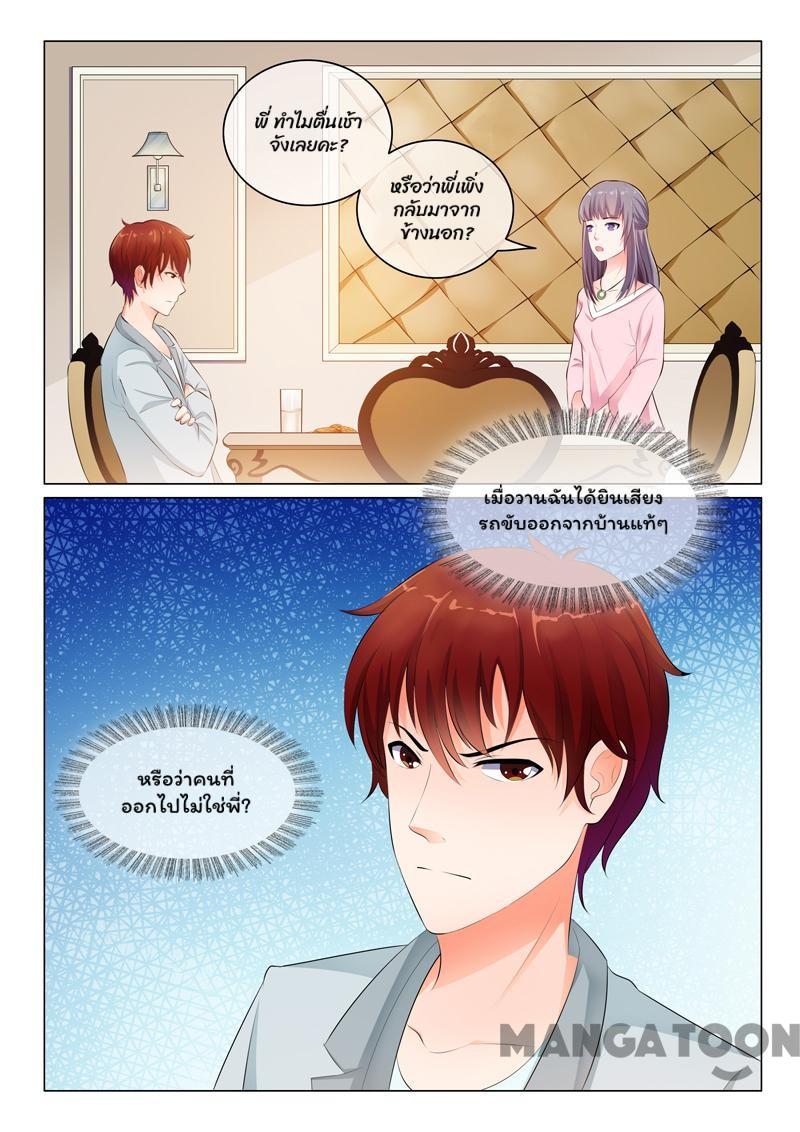 พี่ ทำไมตื่นเช้า
จังเลยคะ?
หรือว่าพี่เพิ่ง
กลับมาจาก
ข้างนอก?
เมื่อวานฉันได้ยินเสียง
รถขับออกจากบ้านแท้ๆ
หรือว่าคนที่
ออกไปไม่ใช่พี่?
MANGATOON